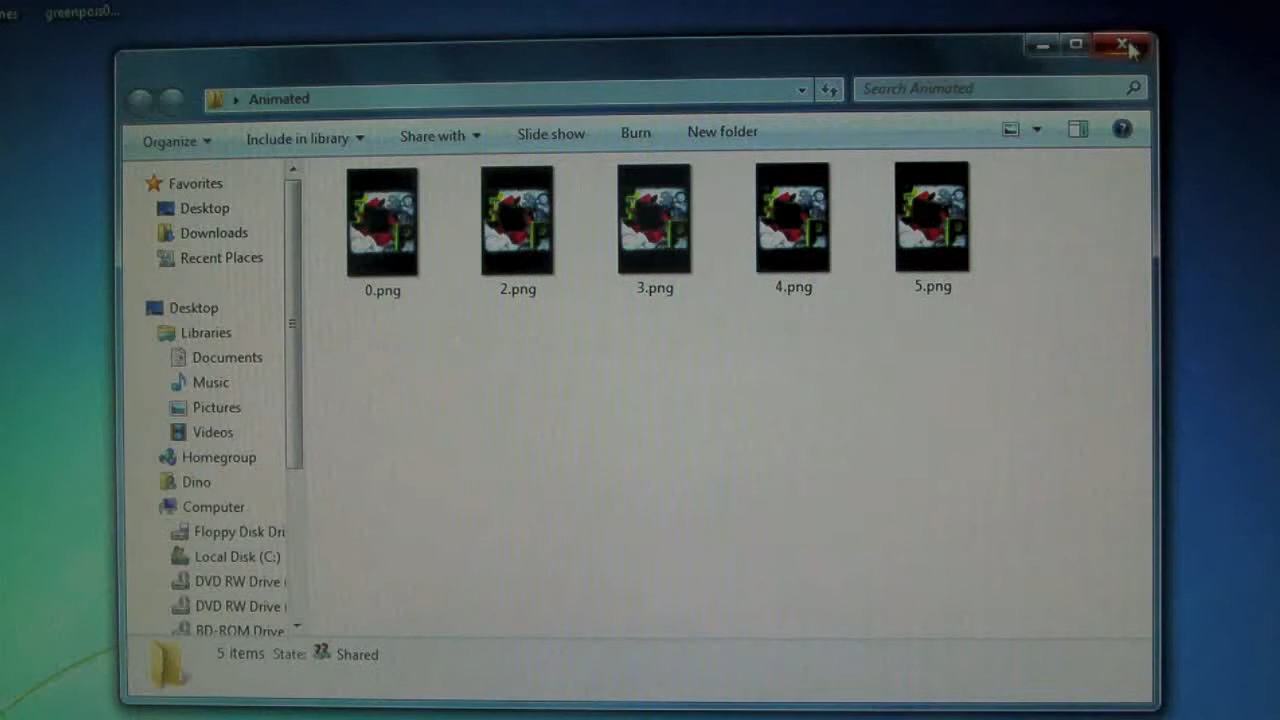 Animated
Search Animated
Organize
Include in library
Share with
Slide show
Burn
New folder
Favorites
Desktop
Downloads
Recent Places
Desktop
Libraries
Documents
Music
Pictures
Videos
Homegroup
Dino
Computer
Floppy Disk Dri
Local Disk (C:)
DVD RW Drive (
DVD RW Drive (
BD-ROM Drive
0.png
2.png
3.png
4.png
5.png
5 items State: Shared